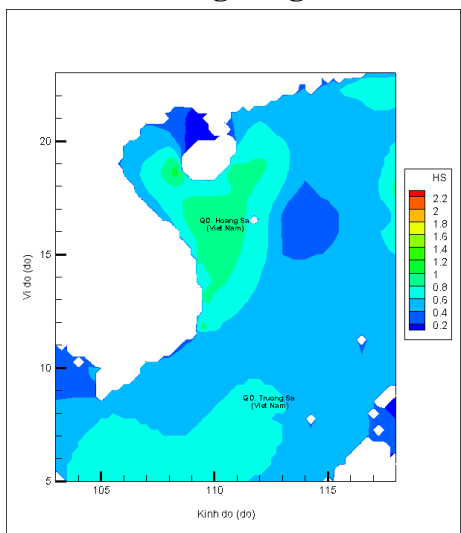 HS
2.2
2
1.8
1.6
1.4
1.2
1
0.8
0.6
0.4
0.2
20
15
10
5
Vi do (do)
QD. Hoang Sa
(Viet Nam)
QD. Truong Sa
(Viet Nam)
105
110
115
Kinh do (do)